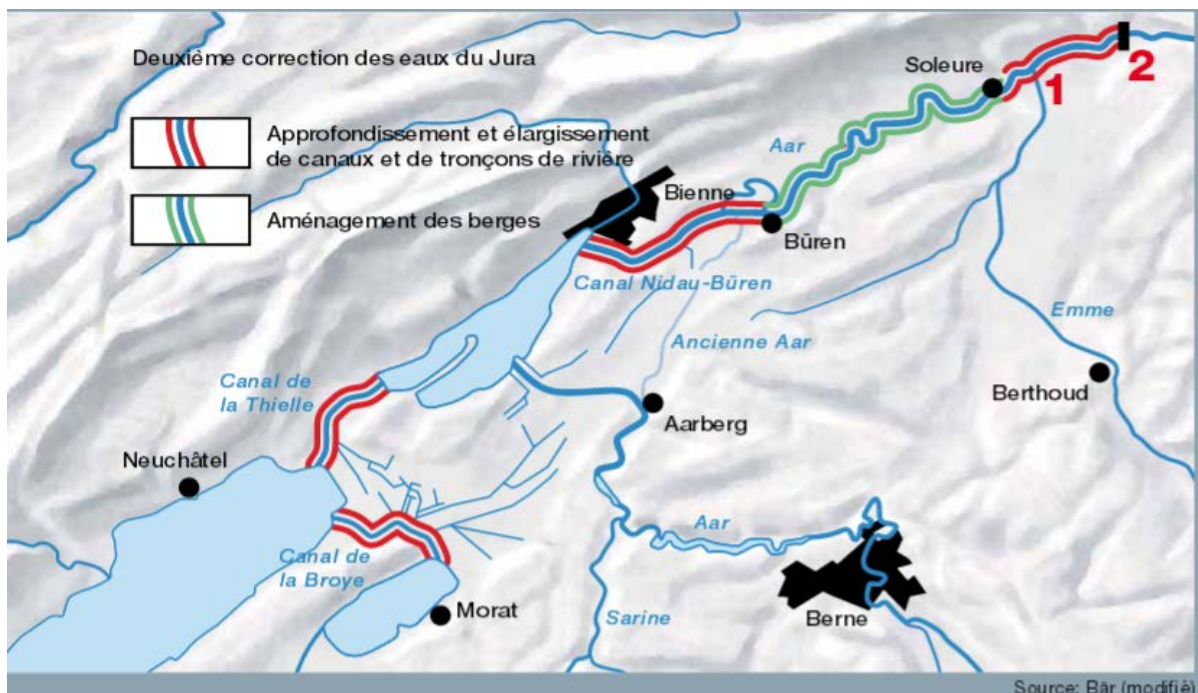 Deuxième correction des eaux du Jura
Approfondissement et élargissement
de canaux et de tronçons de rivière
Aménagement des berges
Soleure
1
2
Aar
Bienne
Büren
Canal Nidau-Büren
Emme
Ancienne Aar
Berthoud
Canal de
la Thielle
Aarberg
Neuchâtel
Aar
Canal de
la Broye
Morat
Sarine
Berne
Source: Bär (modifié)